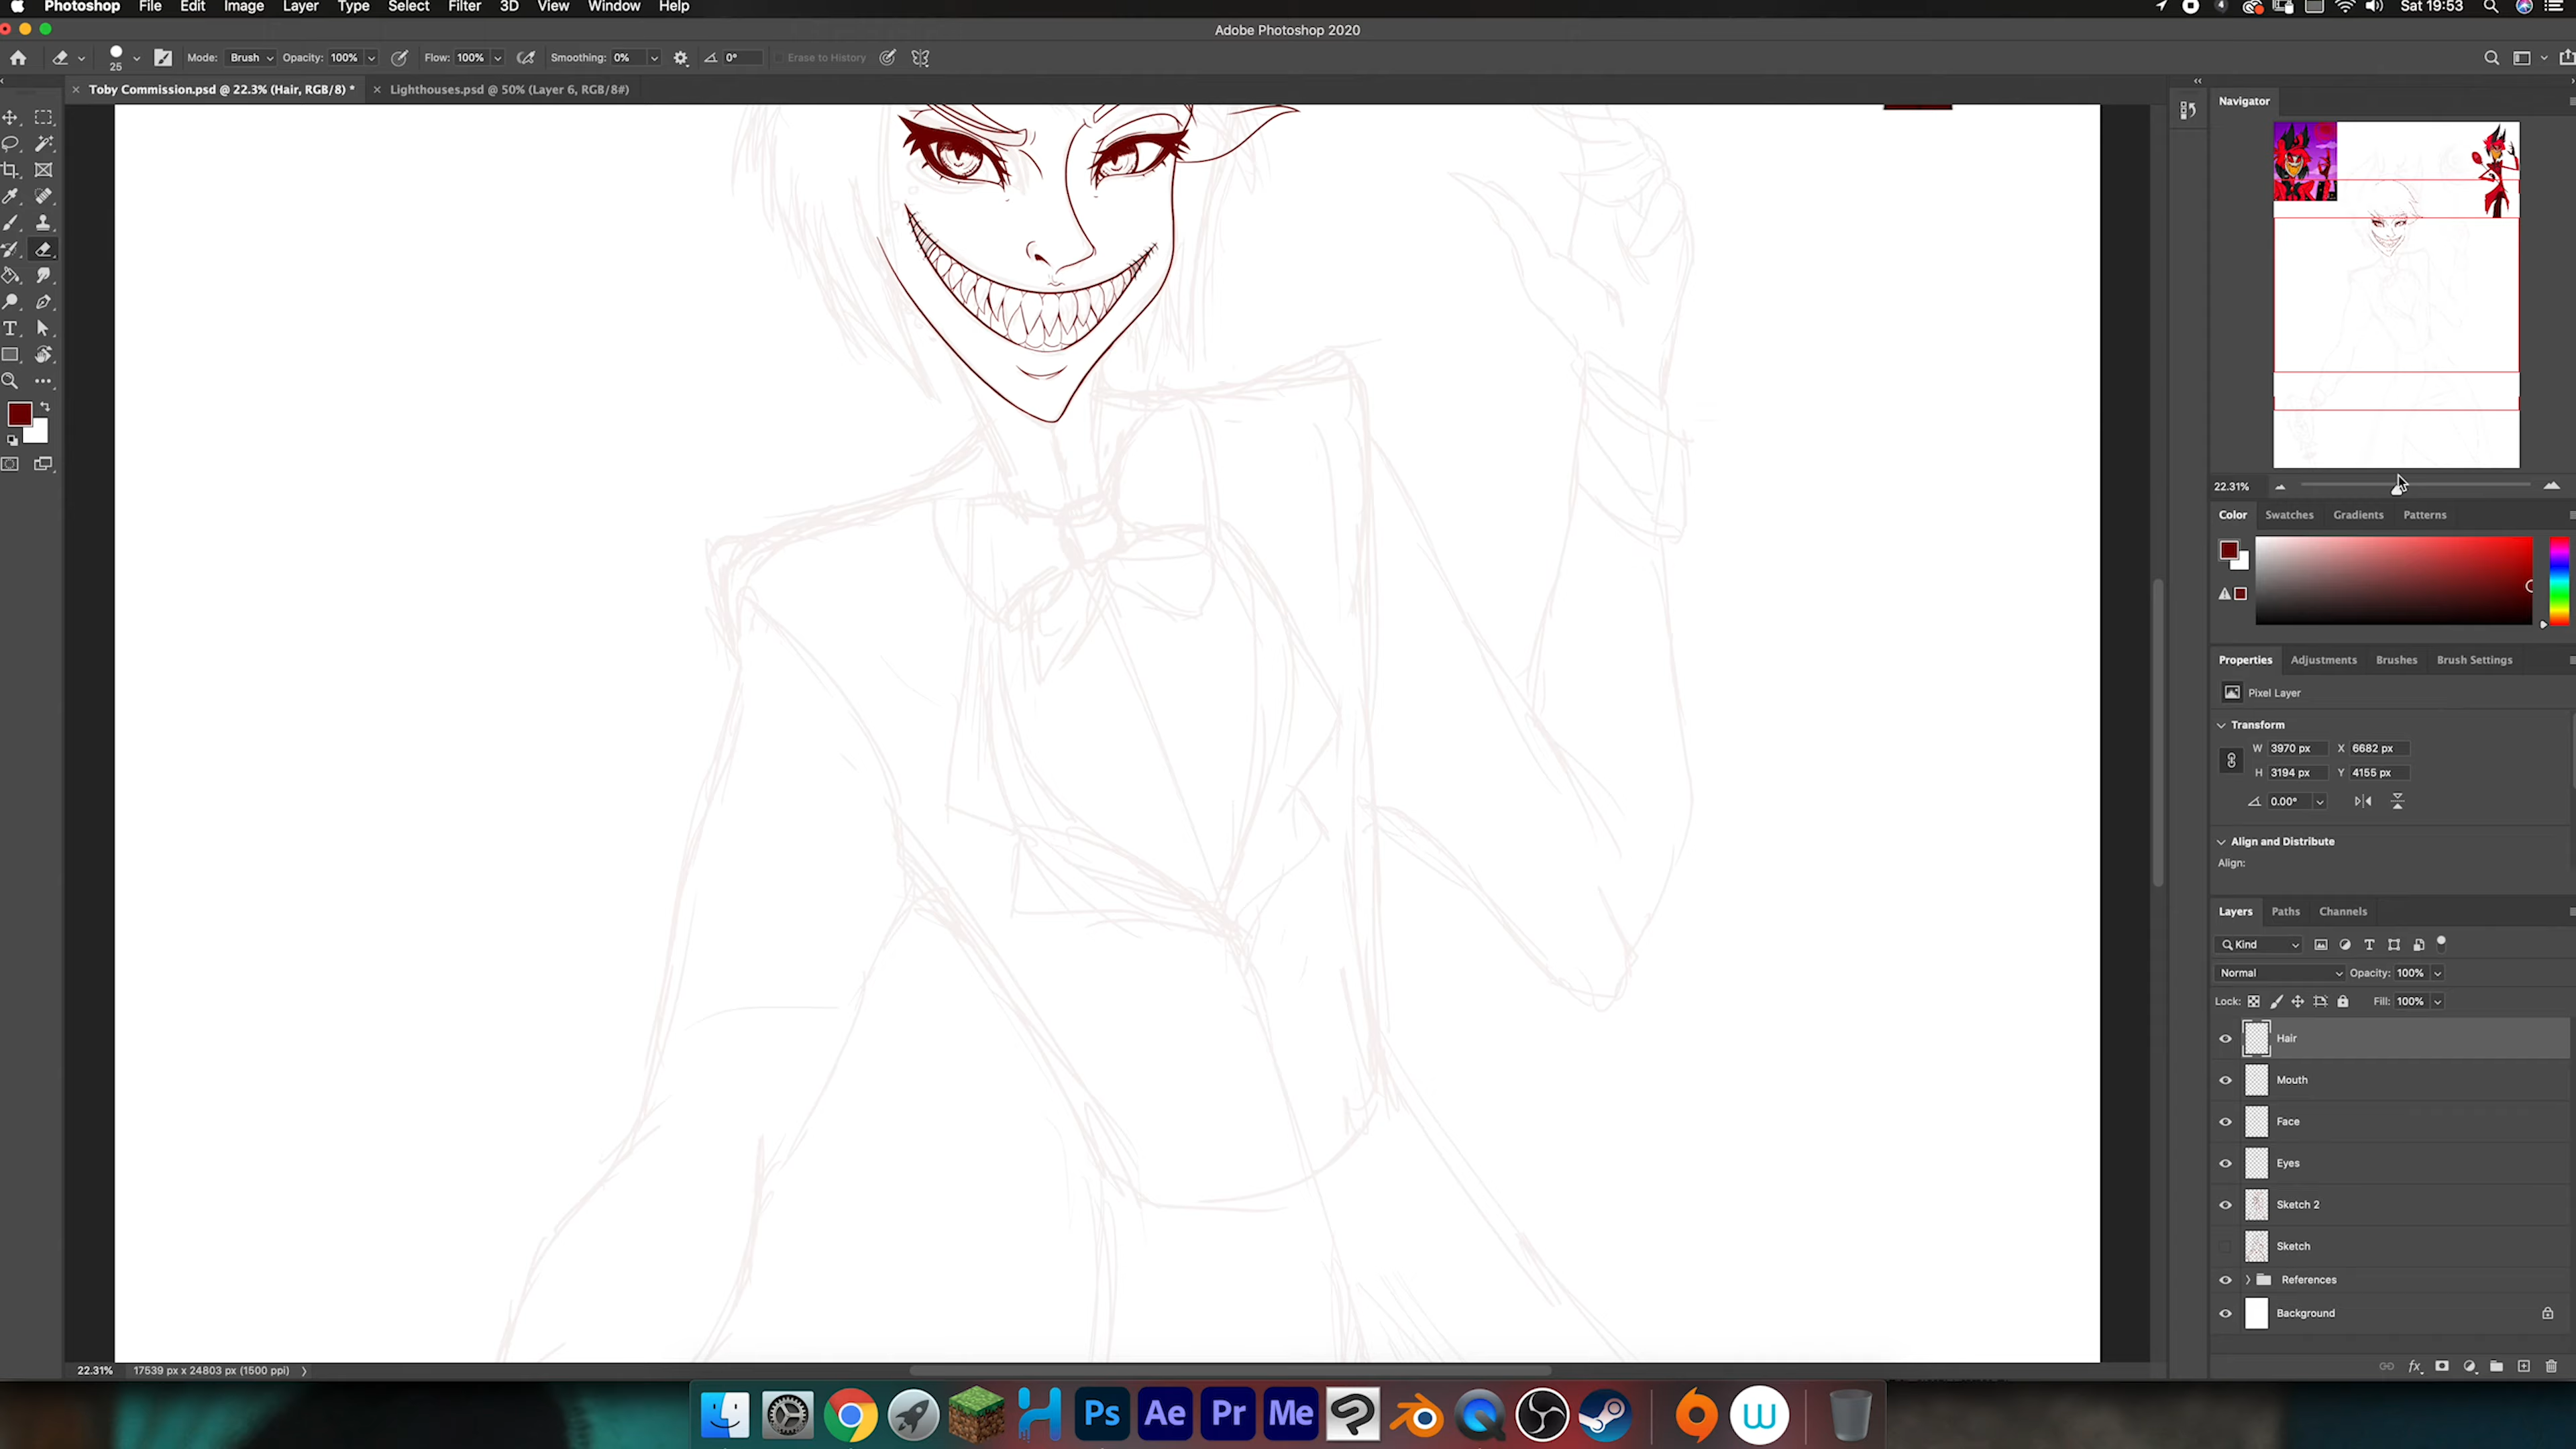 Photoshop File Edit Image Layer Type Select Filter 3D View Window Help Sat 19:53
Adobe Photoshop 2020
25 Mode: Brush Opacity: 100% Flow: 100% Smoothing: 0% 0° Erase to History
Toby Commission.psd @ 22.3% (Hair, RGB/8) * Lighthouses.psd @ 50% (Layer 6, RGB/8#)
Navigator
22.31%
Color Swatches Gradients Patterns
Properties Adjustments Brushes Brush Settings
Pixel Layer
Transform
W 3970 px X 6682 px
H 3194 px Y 4155 px
0.00°
Align and Distribute
Align:
Layers Paths Channels
Kind
Normal Opacity: 100%
Lock: Fill: 100%
Hair
Mouth
Face
Eyes
Sketch 2
Sketch
References
Background
22.31% 17539 px x 24803 px (1500 ppi)
Ps Ae Pr Me